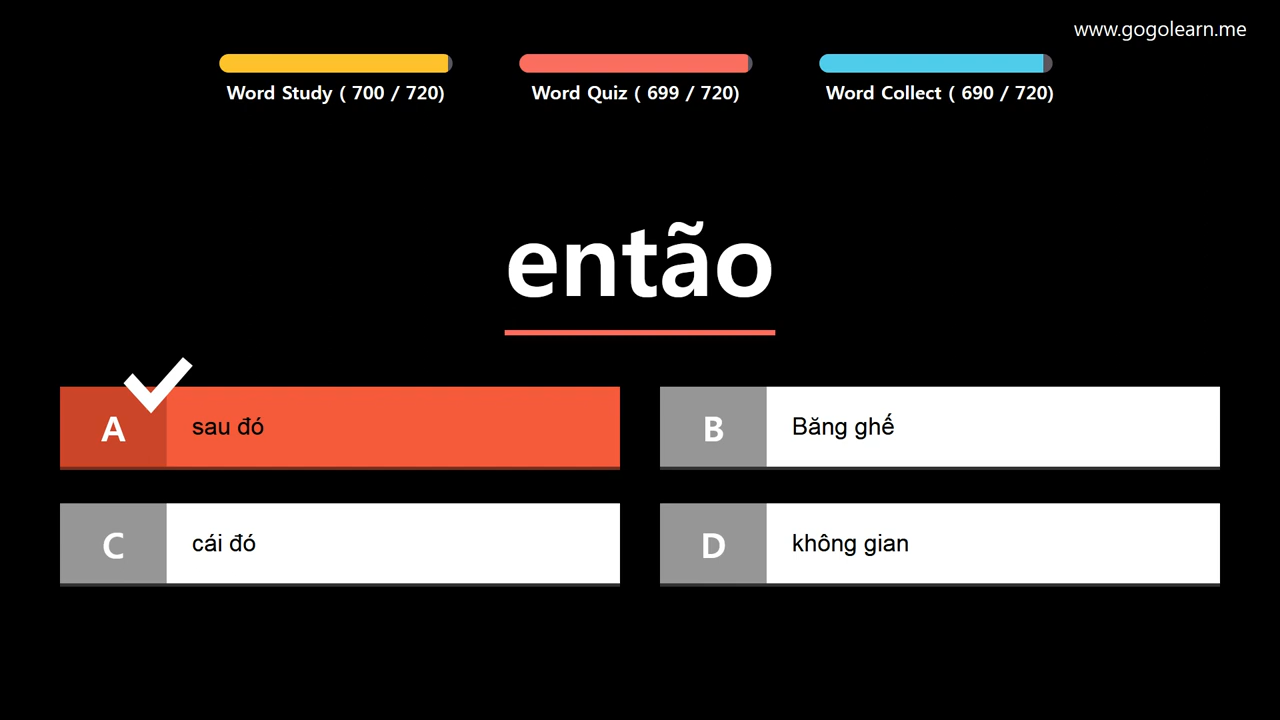 www.gogolearn.me
Word Study ( 700 / 720)
Word Quiz ( 699 / 720)
Word Collect ( 690 / 720)
então
A sau đó
B Băng ghế
C cái đó
D không gian